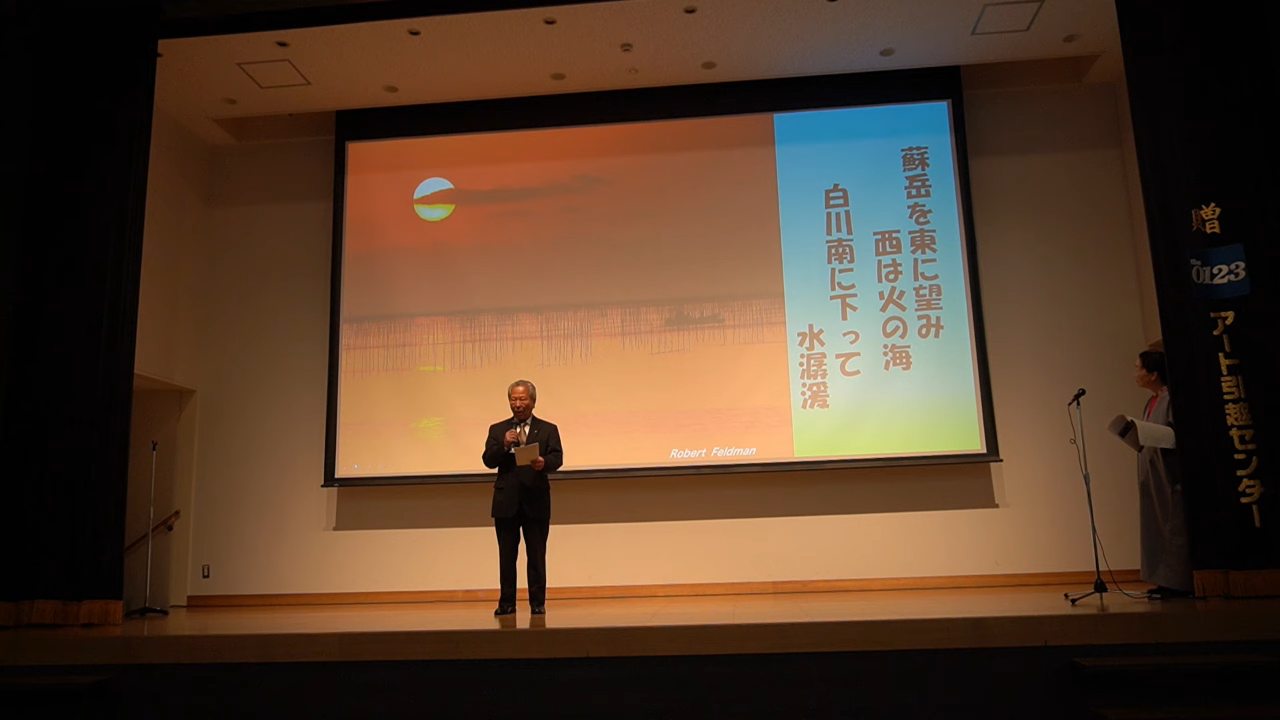 蘇岳を東に望み
西は火の海
白川南に下って
水潺湲
Robert Feldman
贈
the
0123
アート引越センター